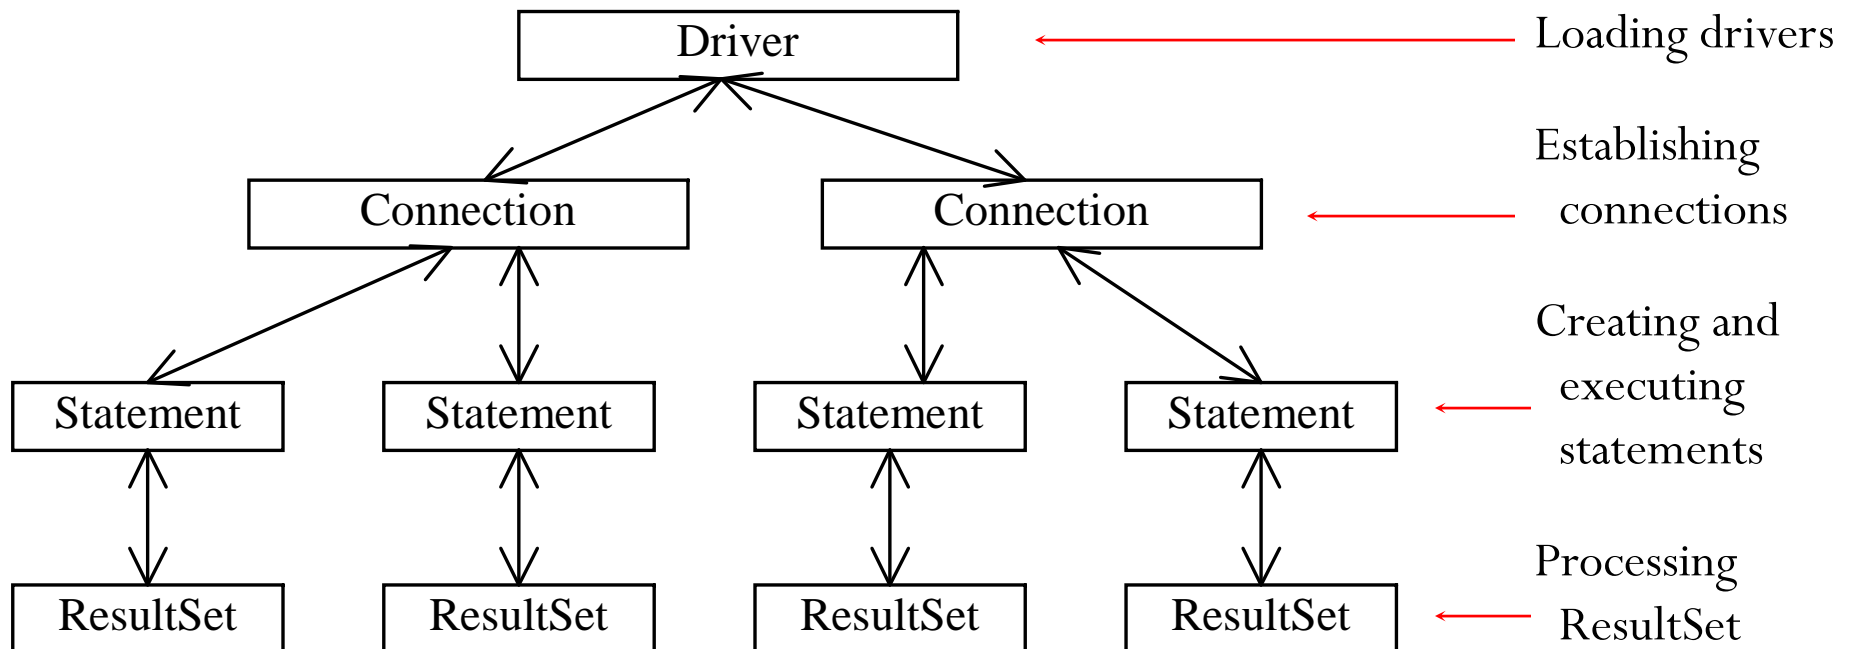 Driver
Loading drivers
Connection
Connection
Establishing
connections
Statement
Statement
Statement
Statement
Creating and
executing
statements
ResultSet
ResultSet
ResultSet
ResultSet
Processing
ResultSet